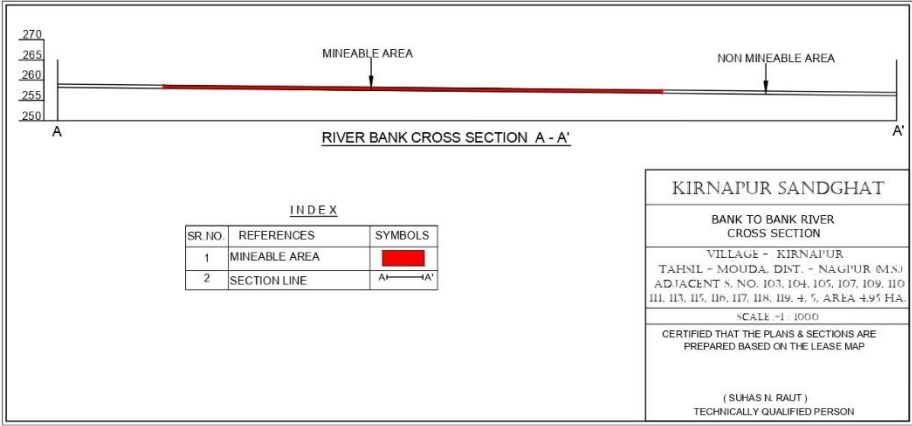 270
265
260
255
250
MINEABLE AREA
NON MINEABLE AREA
A
A'
RIVER BANK CROSS SECTION A - A'
INDEX
SR.NO. REFERENCES SYMBOLS
1 MINEABLE AREA
2 SECTION LINE A A'
KIRNAPUR SANDGHAT
BANK TO BANK RIVER
CROSS SECTION
VILLAGE - KIRNAPUR
TAHSIL - MOUDA, DIST. - NAGPUR (M.S.)
ADJACENT S. NO. 103, 104, 105, 107, 109, 110
111, 113, 115, 116, 117, 118, 119, 4, 5, AREA 4.95 HA.
SCALE :-1 : 1000
CERTIFIED THAT THE PLANS & SECTIONS ARE
PREPARED BASED ON THE LEASE MAP
( SUHAS N. RAUT )
TECHNICALLY QUALIFIED PERSON